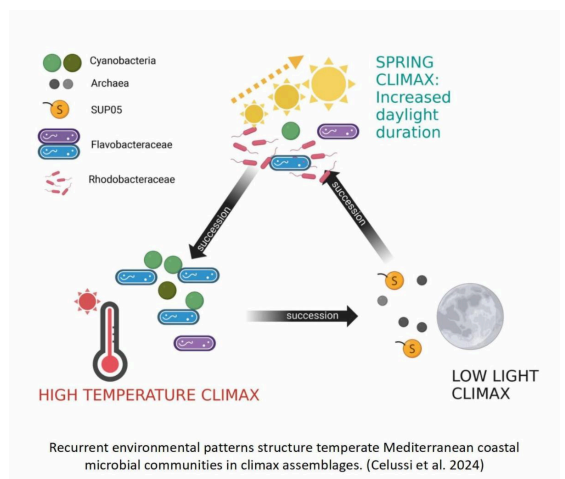 Cyanobacteria
Archaea
S
SUP05
Flavobacteraceae
Rhodobacteraceae
SPRING
CLIMAX:
Increased
daylight
duration
succession
succession
S
succession
S
HIGH TEMPERATURE CLIMAX
LOW LIGHT
CLIMAX
Recurrent environmental patterns structure temperate Mediterranean coastal
microbial communities in climax assemblages. (Celussi et al. 2024)